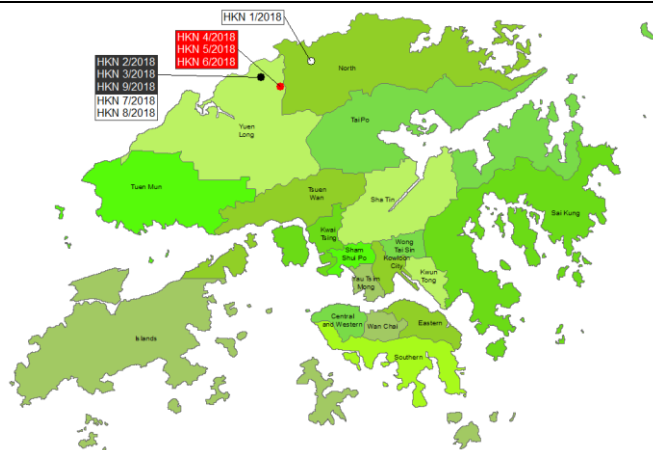 HKN 1/2018
HKN 4/2018
HKN 5/2018
HKN 6/2018
HKN 2/2018
HKN 3/2018
HKN 9/2018
HKN 7/2018
HKN 8/2018
North
Tai Po
Yuen
Long
Tuen Mun
Tsuen
Wan
Sha Tin
Sai Kung
Kwai
Tsing
Sham
Shui Po
Wong
Tai Sin
Kowloon
City
Kwun
Tong
Yau Tsim
Mong
Central
and Western
Wan Chai
Eastern
Islands
Southern